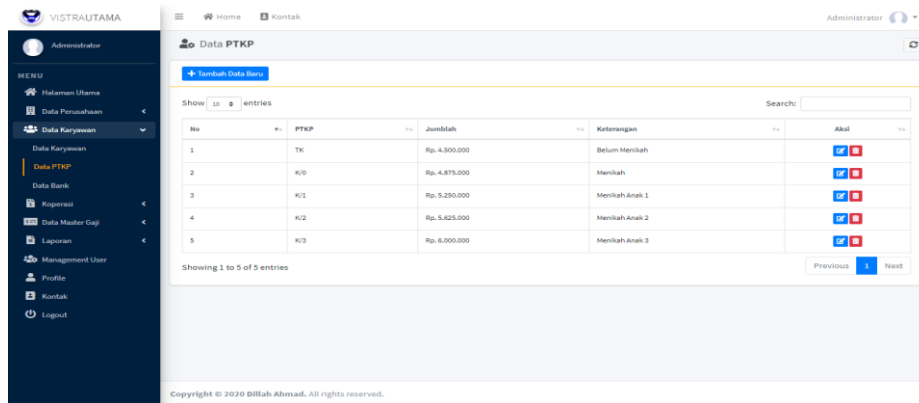 VISTRAUTAMA
Home Kontak
Administrator
Administrator
MENU
Halaman Utama
Data Perusahaan
Data Karyawan
Data Karyawan
Data PTKP
Data Bank
Koperasi
Data Master Gaji
Laporan
Management User
Profile
Kontak
Logout
Data PTKP
+ Tambah Data Baru
Show 10 entries
Search:
No PTKP Jumblah Keterangan Aksi
1 TK Rp. 4.500.000 Belum Menikah
2 K/0 Rp. 4.875.000 Menikah
3 K/1 Rp. 5.250.000 Menikah Anak 1
4 K/2 Rp. 5.625.000 Menikah Anak 2
5 K/3 Rp. 6.000.000 Menikah Anak 3
Showing 1 to 5 of 5 entries
Previous 1 Next
Copyright © 2020 Dillah Ahmad. All rights reserved.